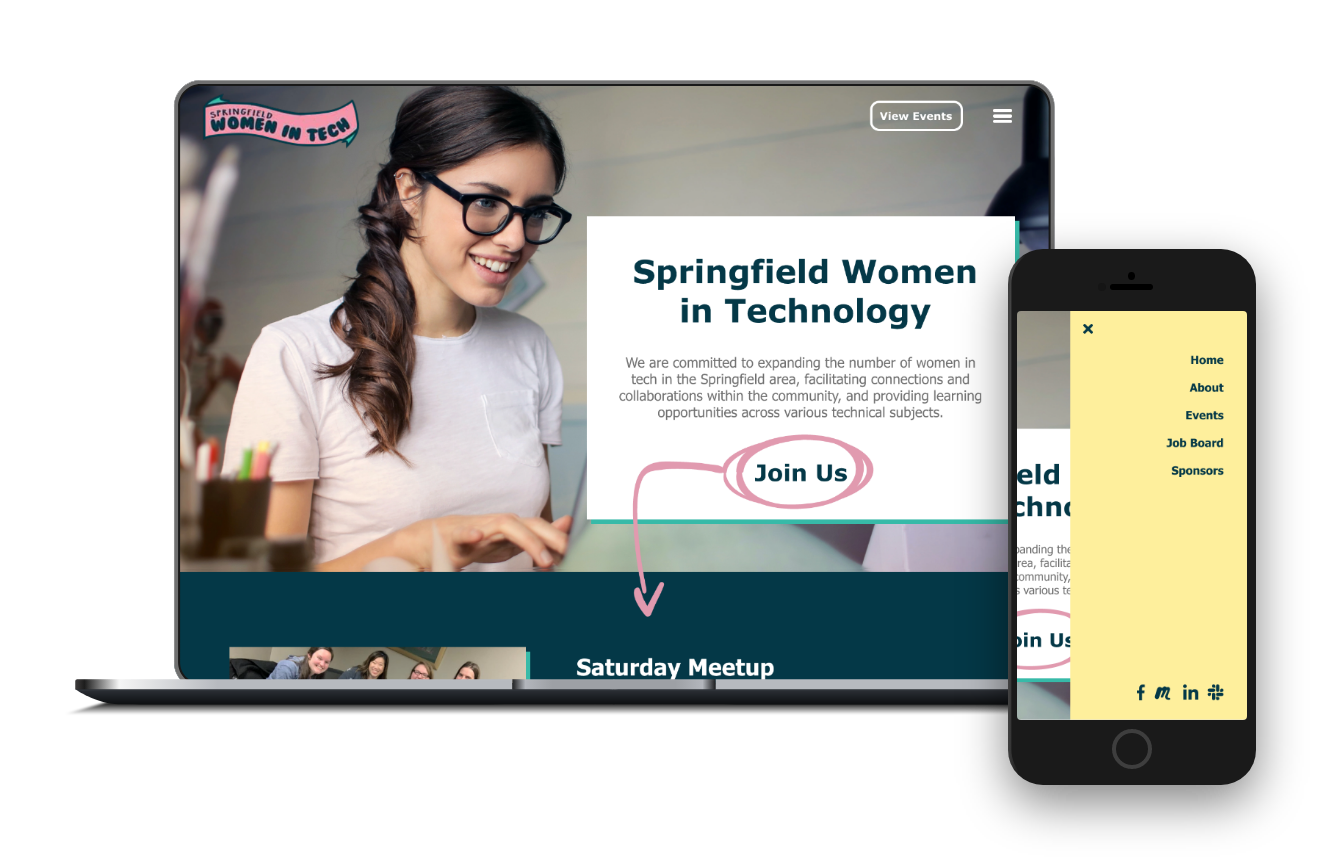 SPRINGFIELD
WOMEN IN TECH
View Events
Springfield Women
in Technology
We are committed to expanding the number of women in
tech in the Springfield area, facilitating connections and
collaborations within the community, and providing learning
opportunities across various technical subjects.
Join Us
Saturday Meetup
Home
About
Events
Job Board
Sponsors
eld
chno
panding the
rea, facilita
community,
s various te
oin Us
f
m
in